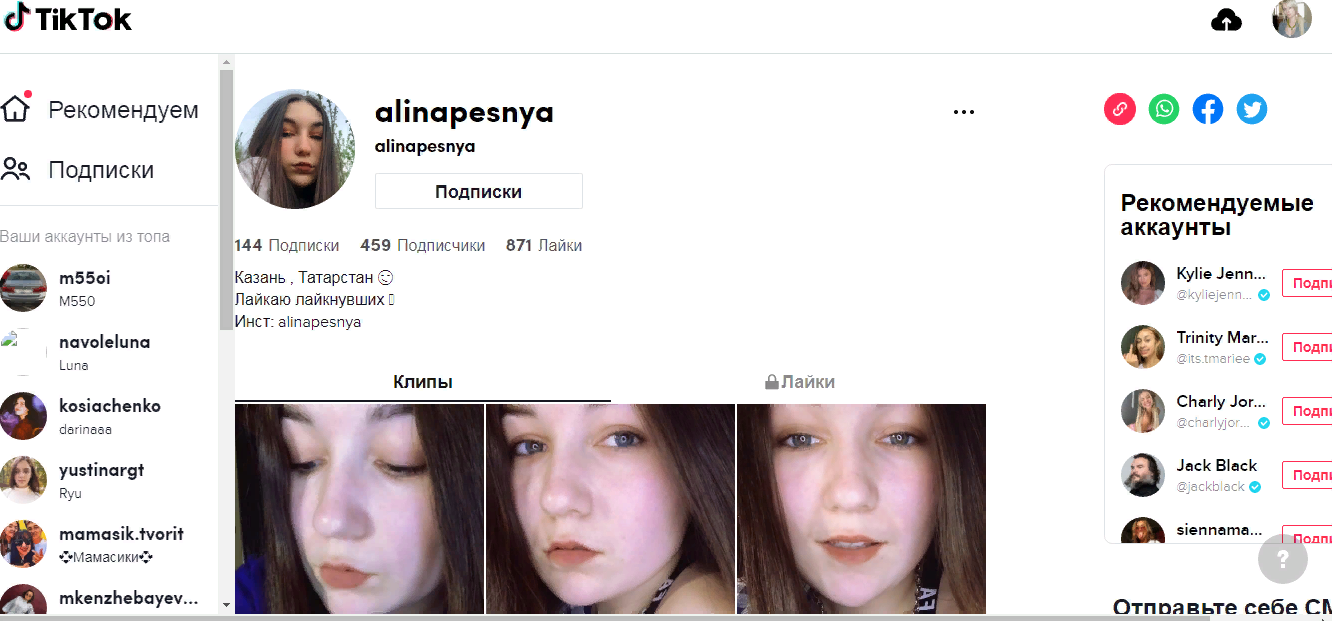 TikTok
Рекомендуем
Подписки
Ваши аккаунты из топа
m55oi
M550
navoleluna
Luna
kosiachenko
darinaaa
yustinargt
Ryu
mamasik.tvorit
Мамасики
mkenzhebayev...
alinapesnya
alinapesnya
Подписки
144 Подписки 459 Подписчики 871 Лайки
Казань , Татарстан
Лайкаю лайкнувших
Инст: alinapesnya
Клипы
Лайки
Рекомендуемые
аккаунты
Kylie Jenn...
@kyliejenn...
Подпи
Trinity Mar...
@its.tmariee
Подпи
Charly Jor...
@charlyjor...
Подпи
Jack Black
@jackblack
Подпи
siennama...
Подпи
?
Отправьте себе СМ